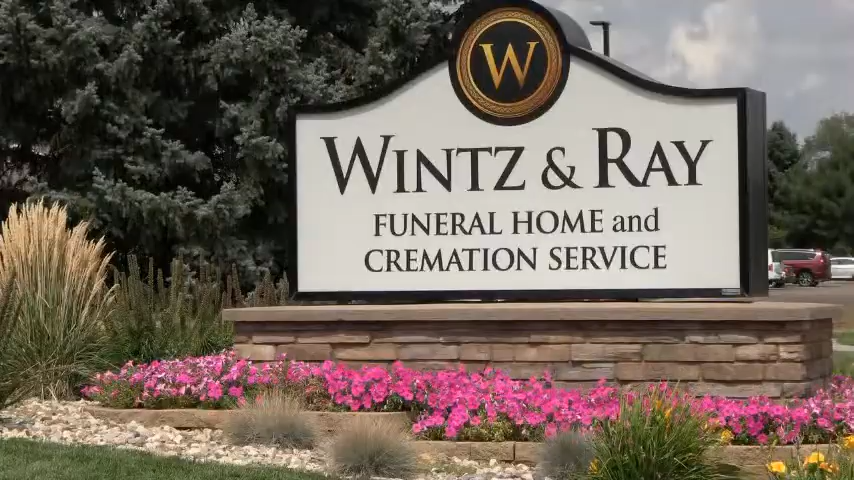 W
WINTZ & RAY
FUNERAL HOME and
CREMATION SERVICE